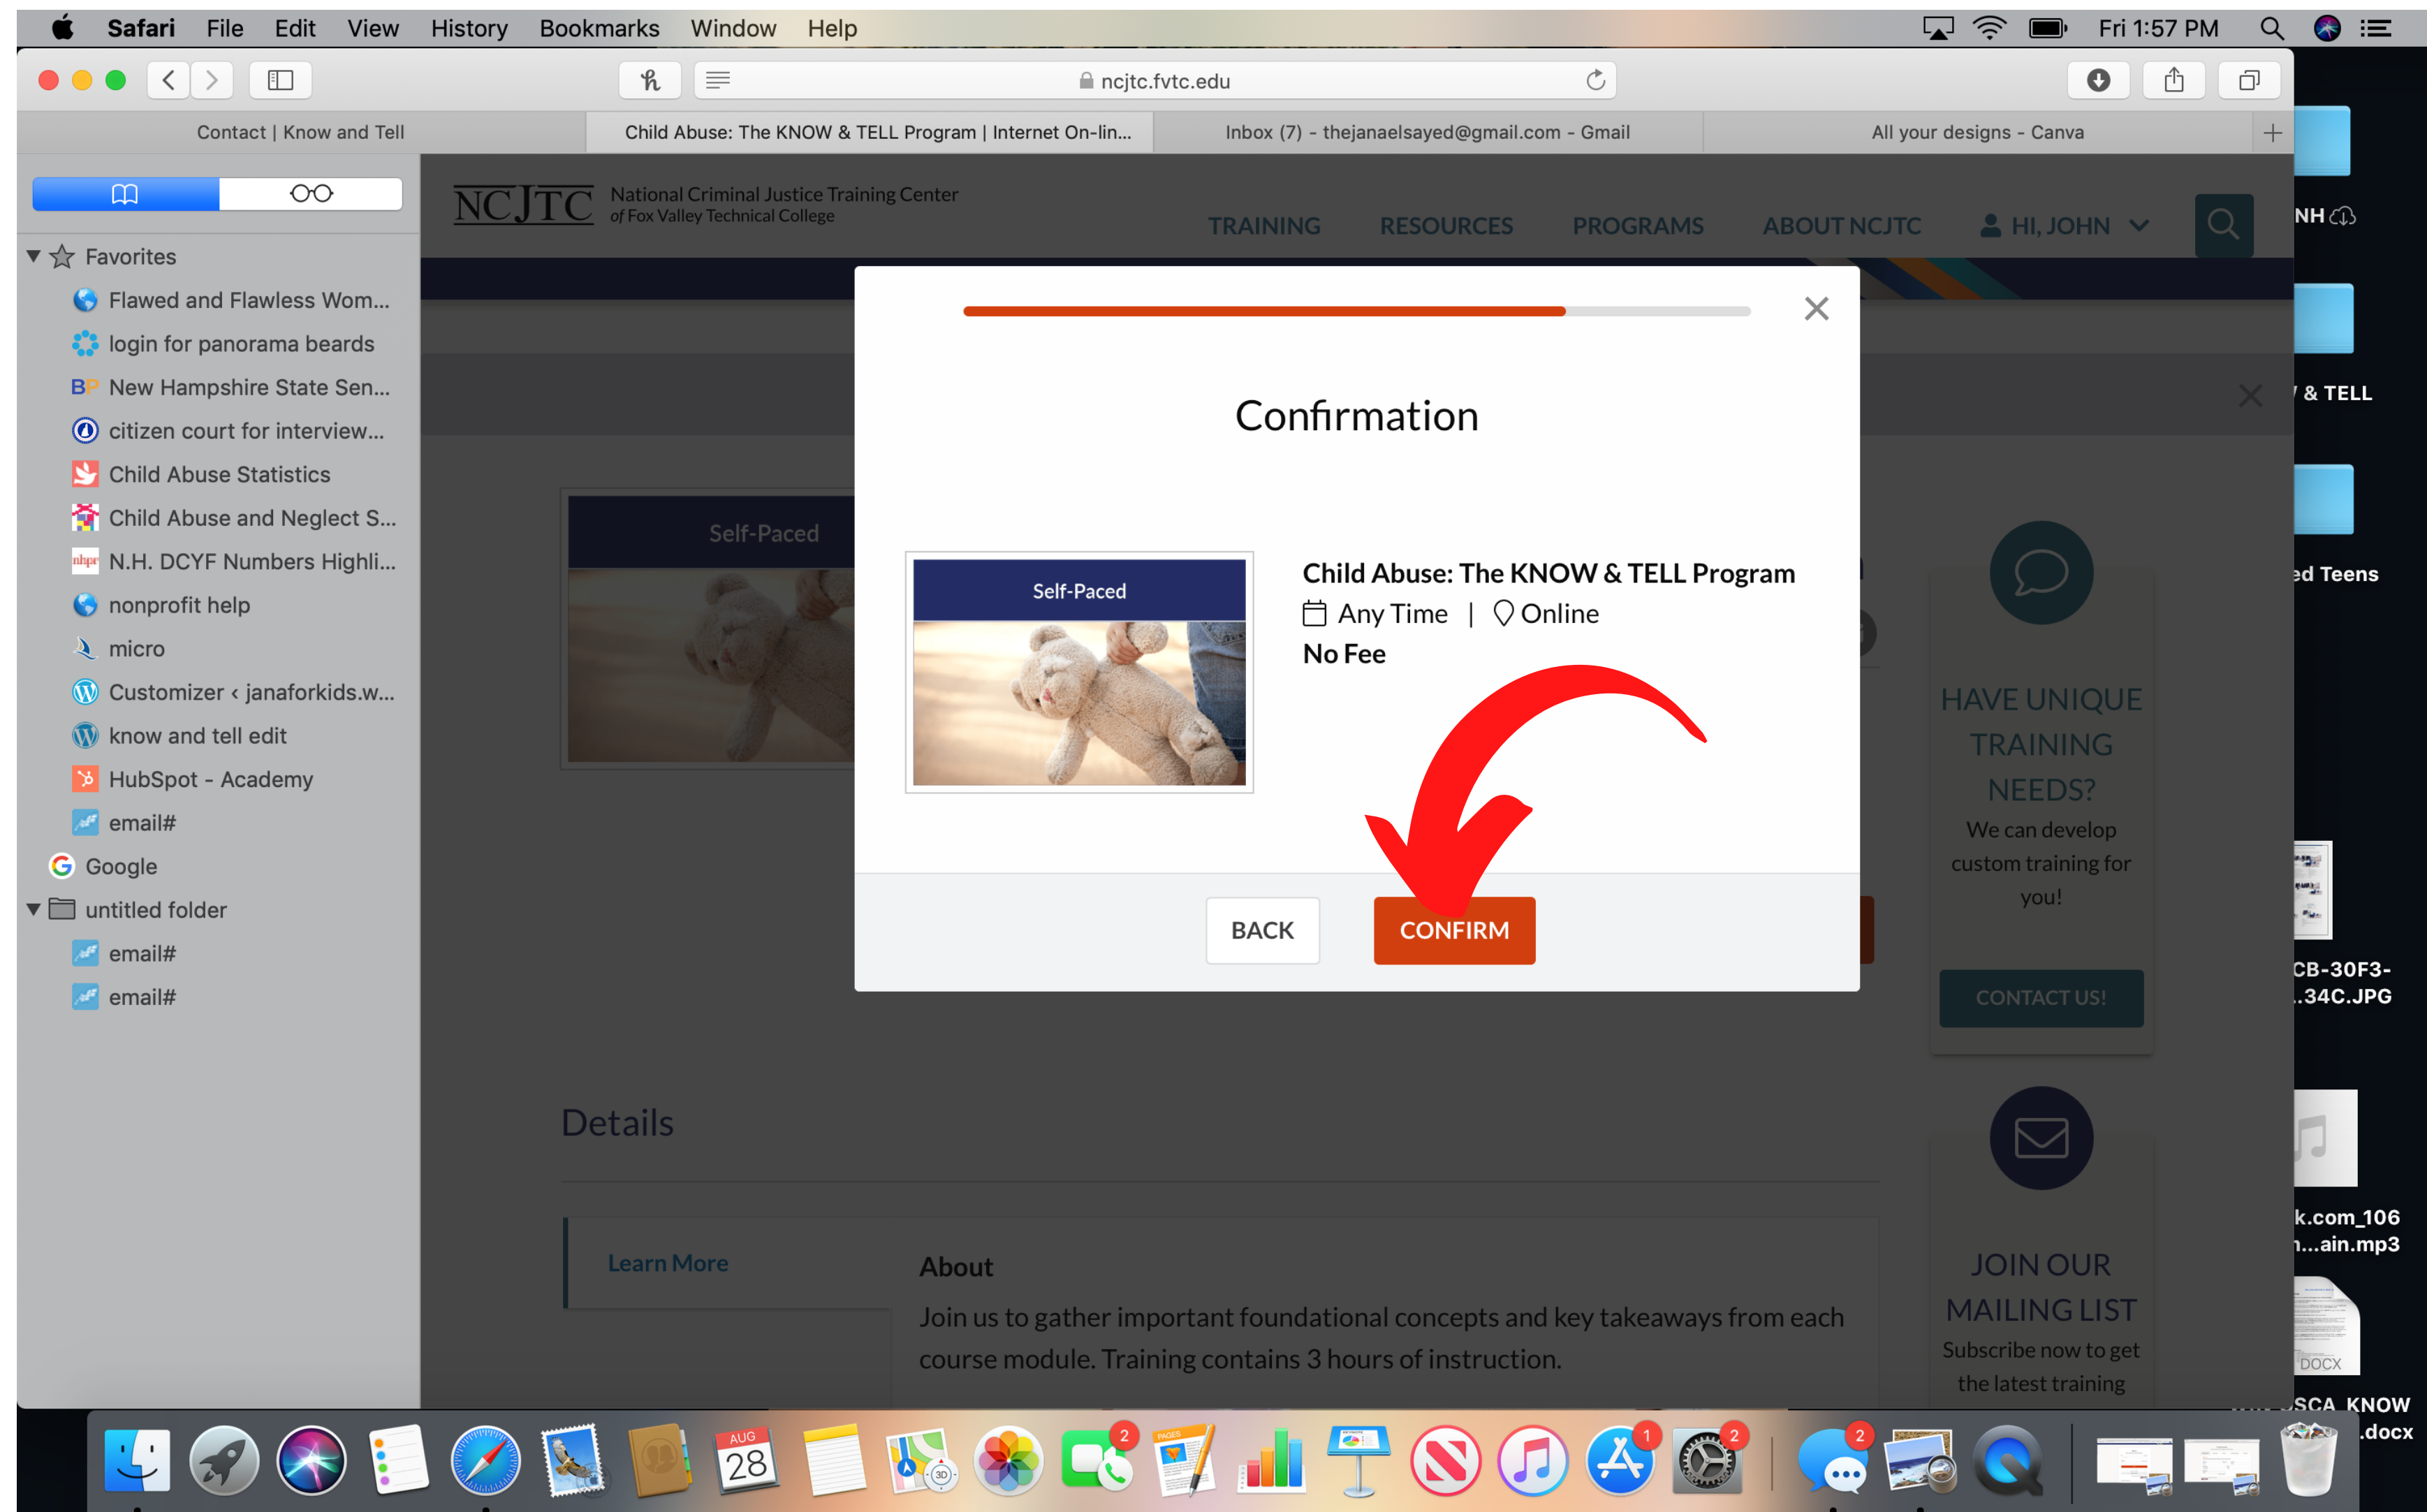 Safari File Edit View History Bookmarks Window Help
Fri 1:57 PM
ncjtc.fvtc.edu
Contact | Know and Tell
Child Abuse: The KNOW & TELL Program | Internet On-lin...
Inbox (7) - thejanaelsayed@gmail.com - Gmail
All your designs - Canva
Favorites
Flawed and Flawless Wom...
login for panorama beards
BP New Hampshire State Sen...
citizen court for interview...
Child Abuse Statistics
Child Abuse and Neglect S...
nhpr N.H. DCYF Numbers Highli...
nonprofit help
micro
Customizer ‹ janaforkids.w...
know and tell edit
HubSpot - Academy
email#
Google
untitled folder
email#
email#
NCJTC
National Criminal Justice Training Center
of Fox Valley Technical College
TRAINING RESOURCES PROGRAMS ABOUT NCJTC HI, JOHN
Self-Paced
Confirmation
Self-Paced
Child Abuse: The KNOW & TELL Program
Any Time | Online
No Fee
BACK
CONFIRM
HAVE UNIQUE
TRAINING
NEEDS?
We can develop
custom training for
you!
CONTACT US!
Details
Learn More
About
Join us to gather important foundational concepts and key takeaways from each
course module. Training contains 3 hours of instruction.
JOIN OUR
MAILING LIST
Subscribe now to get
the latest training
NH
& TELL
ed Teens
CB-30F3-
...34C.JPG
k.com_106
n...ain.mp3
DOCX
SCA_KNOW
.docx
AUG
28
3D
2
PAGES
1
2
2